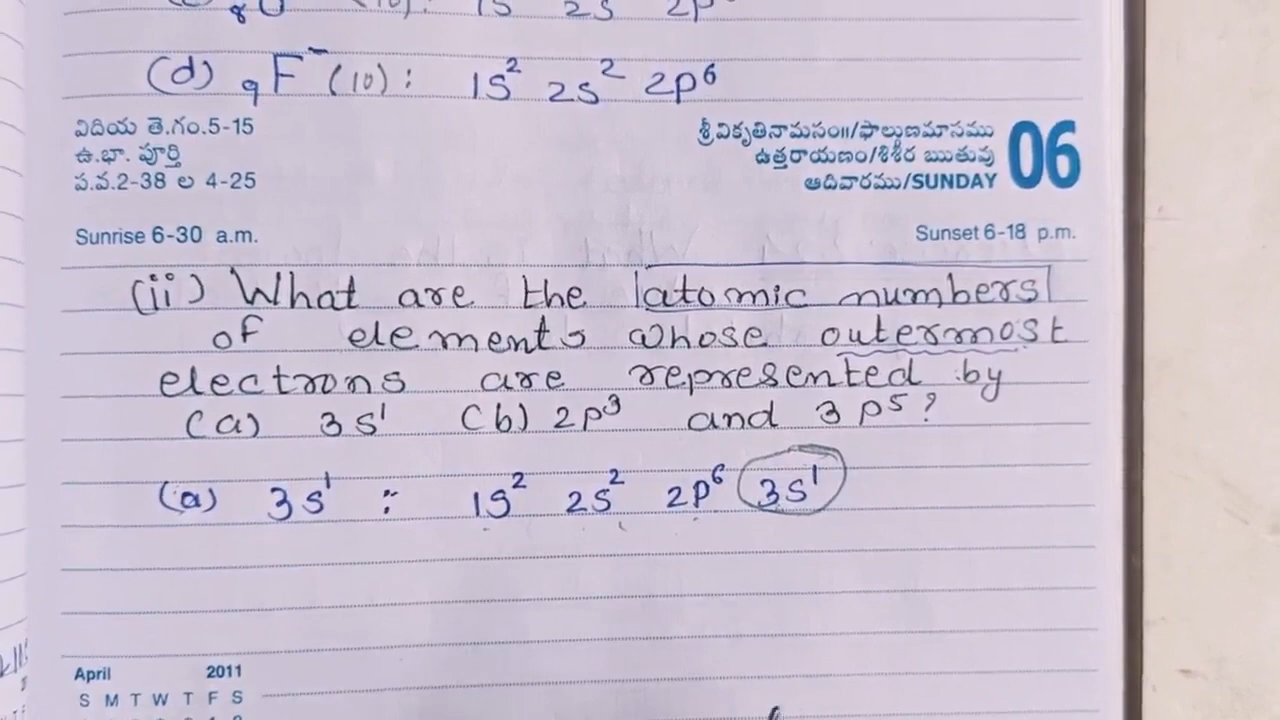 (d) ₉F⁻ (10) : 1s² 2s² 2p⁶
విదియ తె.గం.5-15
ఉ.భా. పూర్తి
ప.వ.2-38 ల 4-25
శ్రీ వికృతినామసం॥/ఫాల్గుణమాసము
ఉత్తరాయణం/శిశిర ఋతువు
ఆదివారము/SUNDAY
06
Sunrise 6-30 a.m.
Sunset 6-18 p.m.
(ii) What are the atomic numbers
of elements whose outermost
electrons are represented by
(a) 3s¹ (b) 2p³ and 3p⁵?
(a) 3s¹ : 1s² 2s² 2p⁶ 3s¹
April 2011
S M T W T F S